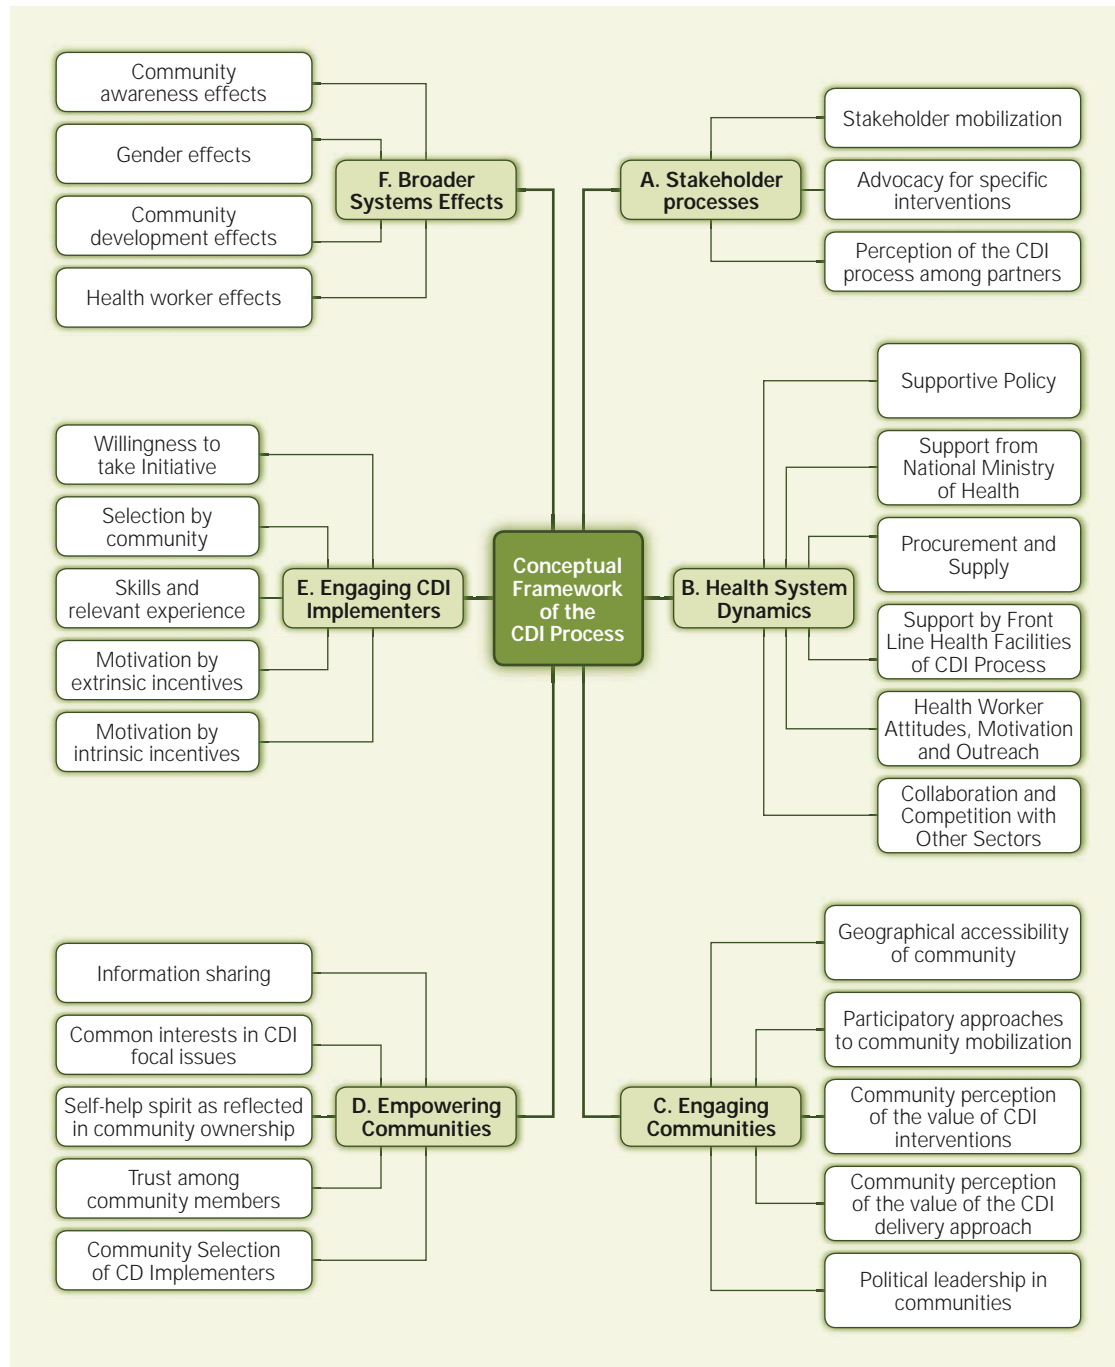 Conceptual
Framework
of the
CDI Process
A. Stakeholder
processes
Stakeholder mobilization
Advocacy for specific
interventions
Perception of the CDI
process among partners
B. Health System
Dynamics
Supportive Policy
Support from
National Ministry
of Health
Procurement and
Supply
Support by Front
Line Health Facilities
of CDI Process
Health Worker
Attitudes, Motivation
and Outreach
Collaboration and
Competition with
Other Sectors
C. Engaging
Communities
Geographical accessibility
of community
Participatory approaches
to community mobilization
Community perception
of the value of CDI
interventions
Community perception
of the value of the CDI
delivery approach
Political leadership in
communities
D. Empowering
Communities
Information sharing
Common interests in CDI
focal issues
Self-help spirit as reflected
in community ownership
Trust among
community members
Community Selection
of CD Implementers
E. Engaging CDI
Implementers
Willingness to
take Initiative
Selection by
community
Skills and
relevant experience
Motivation by
extrinsic incentives
Motivation by
intrinsic incentives
F. Broader
Systems Effects
Community
awareness effects
Gender effects
Community
development effects
Health worker effects